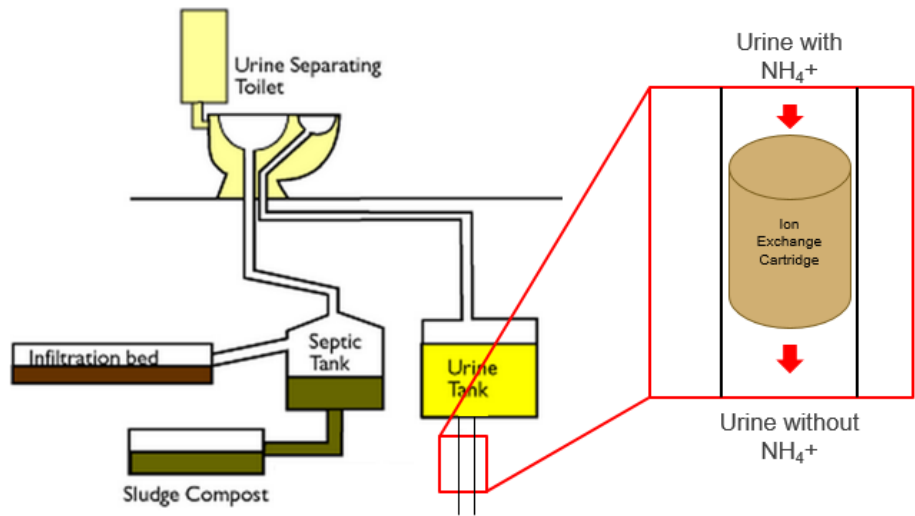 Urine Separating
Toilet
Urine with
NH₄+
Ion
Exchange
Cartridge
Septic
Tank
Infiltration bed
Urine
Tank
Urine without
NH₄+
Sludge Compost